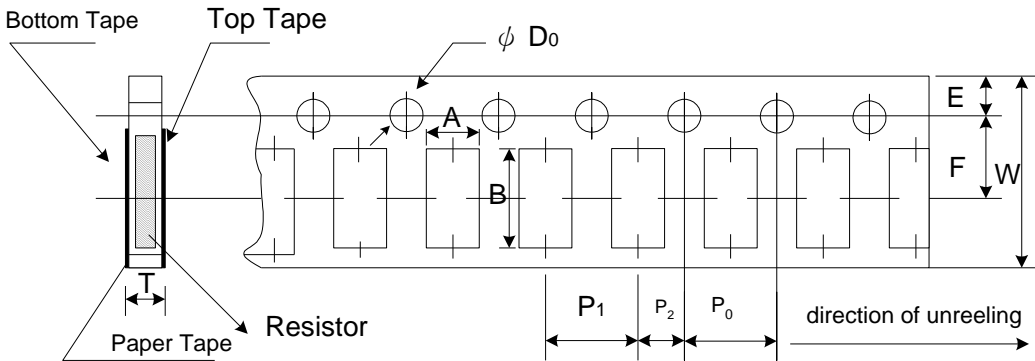 Bottom Tape
Top Tape
ψ D0
E
A
F
W
B
T
P1
P2
P0
direction of unreeling
Resistor
Paper Tape